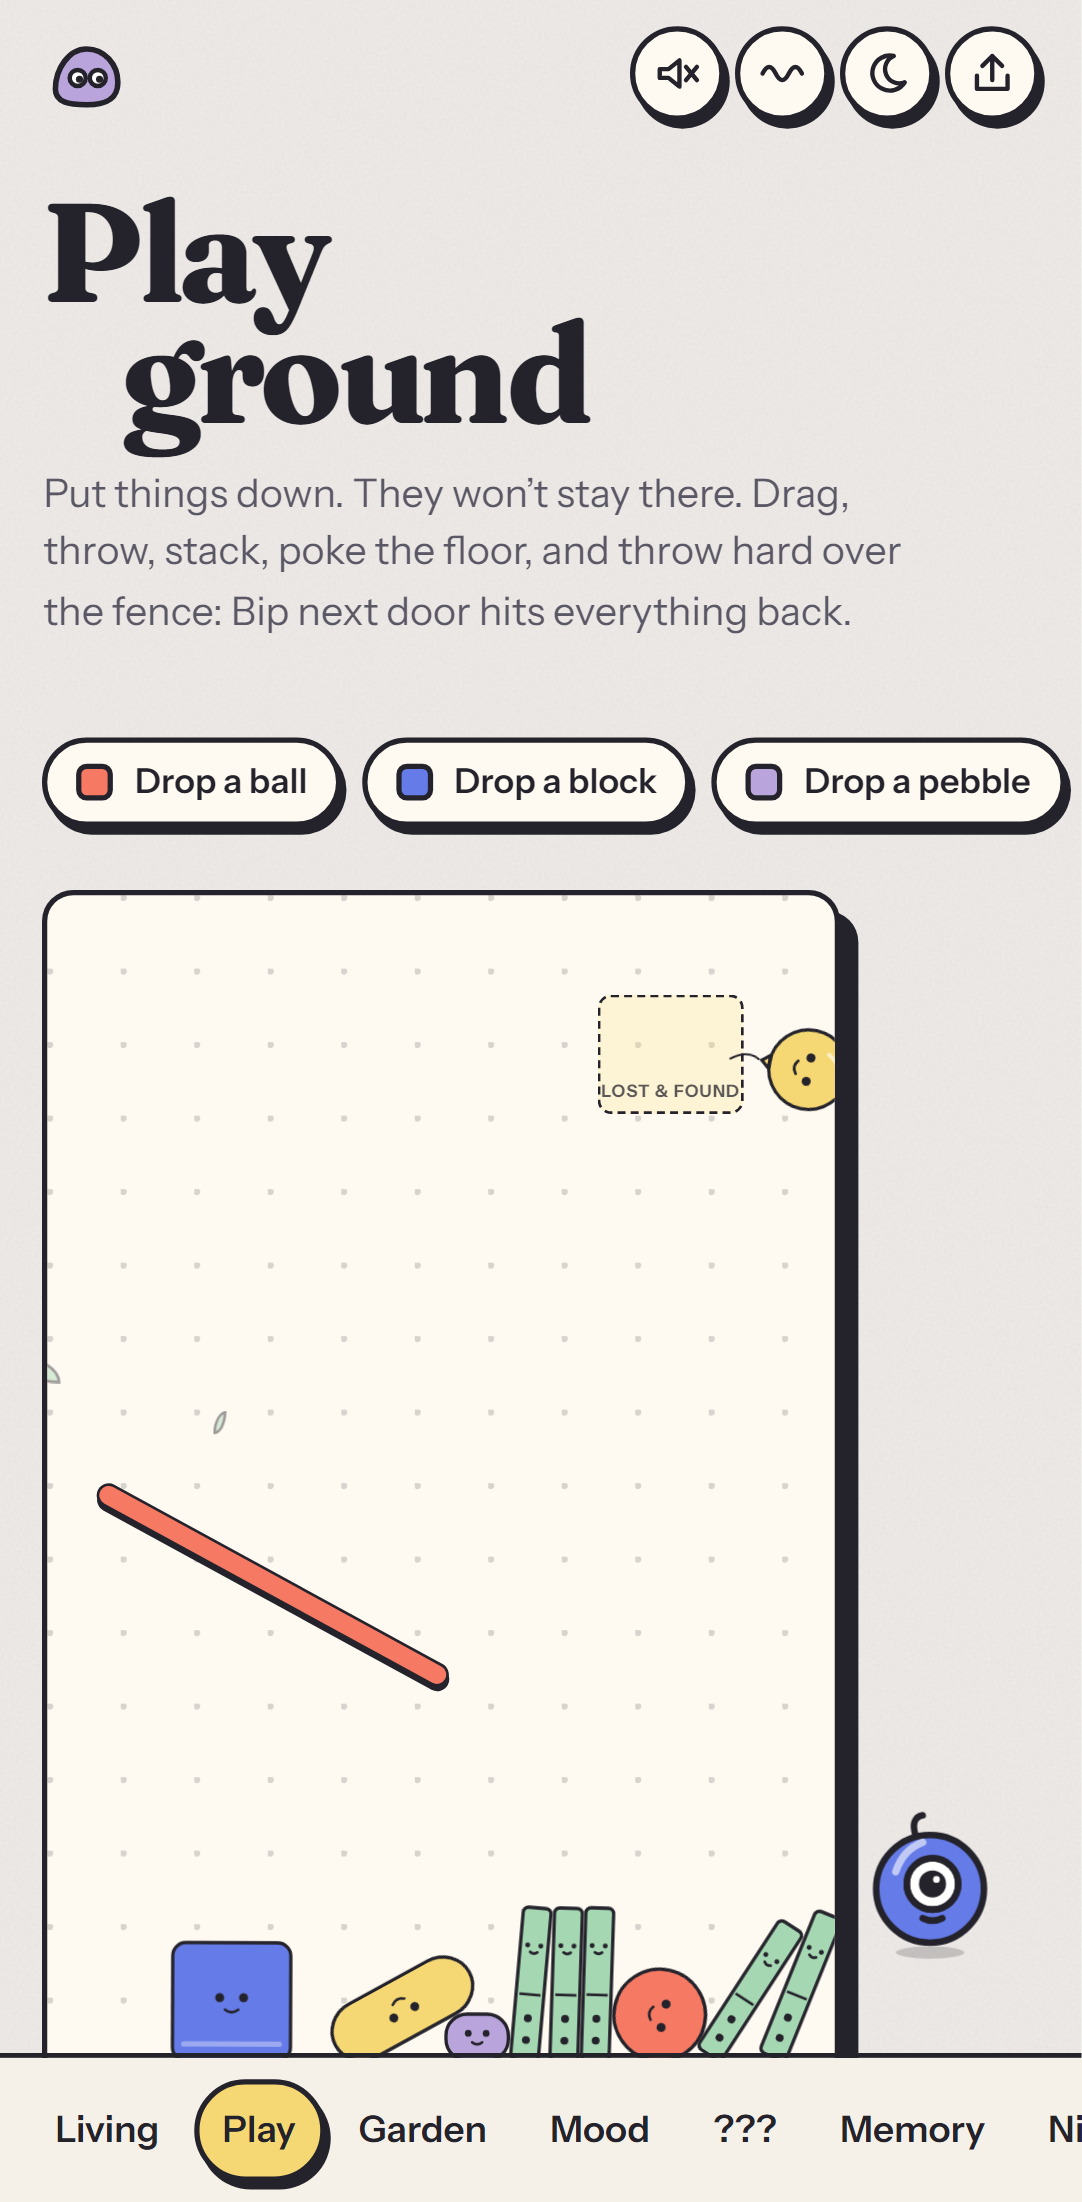 Play
ground
Put things down. They won’t stay there. Drag,
throw, stack, poke the floor, and throw hard over
the fence: Bip next door hits everything back.
Drop a ball
Drop a block
Drop a pebble
LOST & FOUND
Living
Play
Garden
Mood
???
Memory
Ni